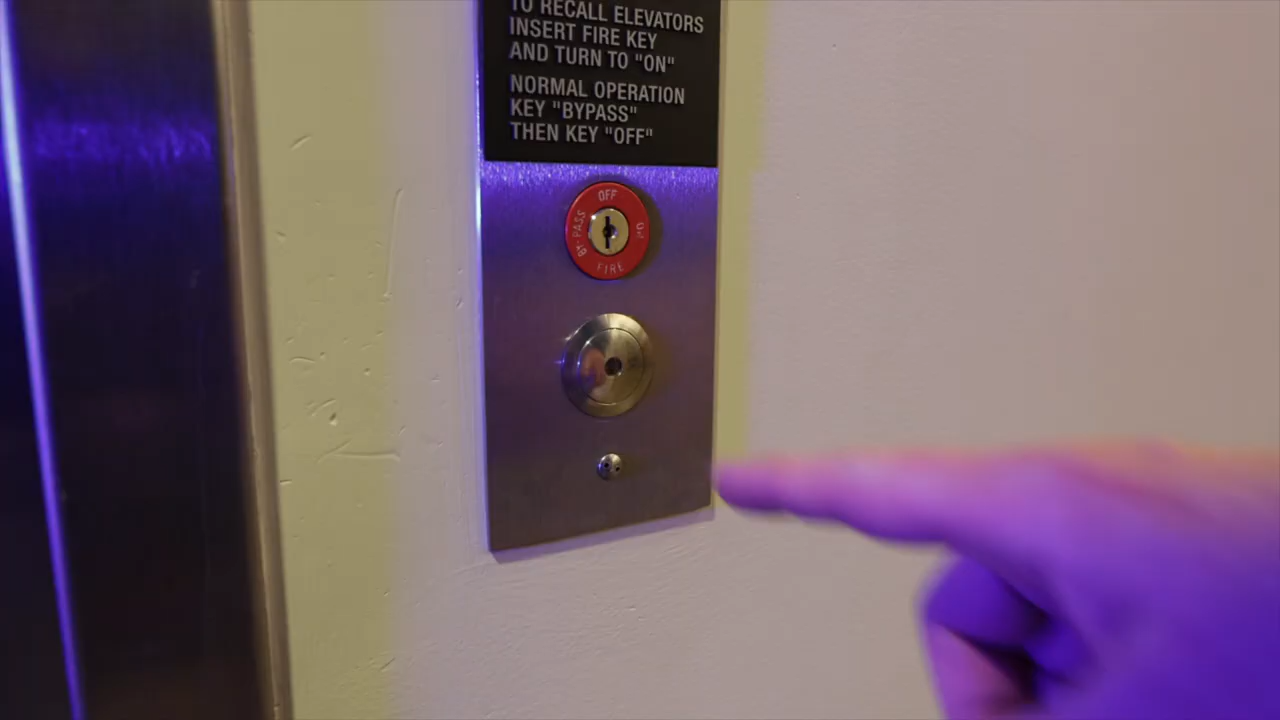 TO RECALL ELEVATORS
INSERT FIRE KEY
AND TURN TO "ON"
NORMAL OPERATION
KEY "BYPASS"
THEN KEY "OFF"
OFF
BY-PASS
ON
FIRE